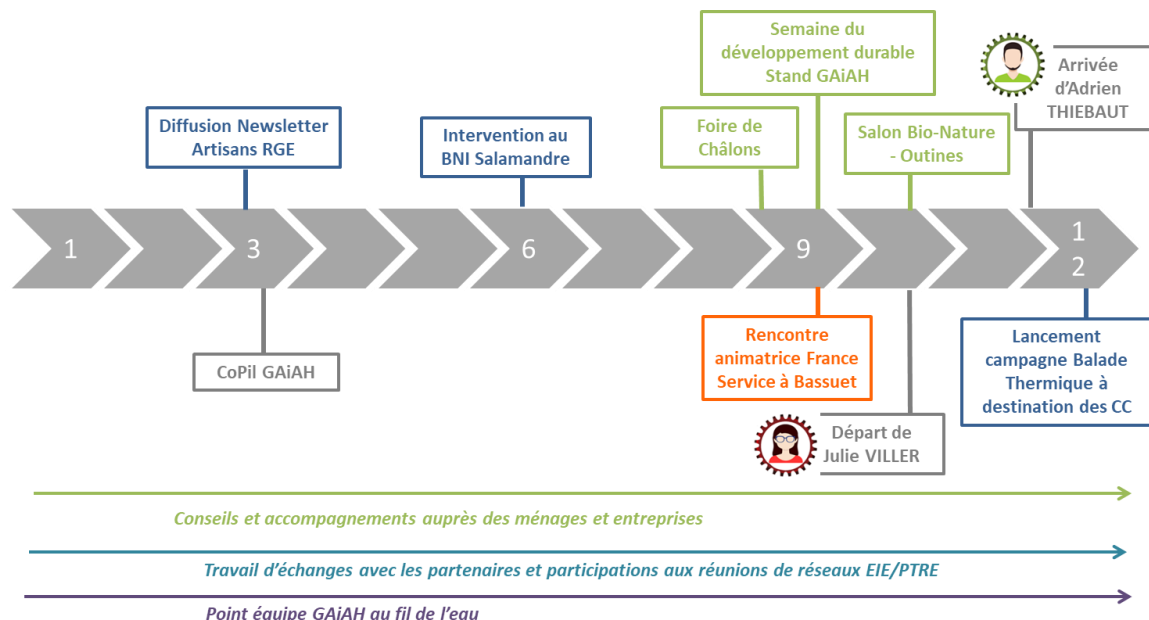 Semaine du
développement durable
Stand GAiAH
Arrivée
d’Adrien
THIEBAUT
Diffusion Newsletter
Artisans RGE
Intervention au
BNI Salamandre
Foire de
Châlons
Salon Bio-Nature
- Outines
1
3
6
9
1
2
CoPil GAiAH
Rencontre
animatrice France
Service à Bassuet
Lancement
campagne Balade
Thermique à
destination des CC
Départ de
Julie VILLER
Conseils et accompagnements auprès des ménages et entreprises
Travail d’échanges avec les partenaires et participations aux réunions de réseaux EIE/PTRE
Point équipe GAiAH au fil de l’eau